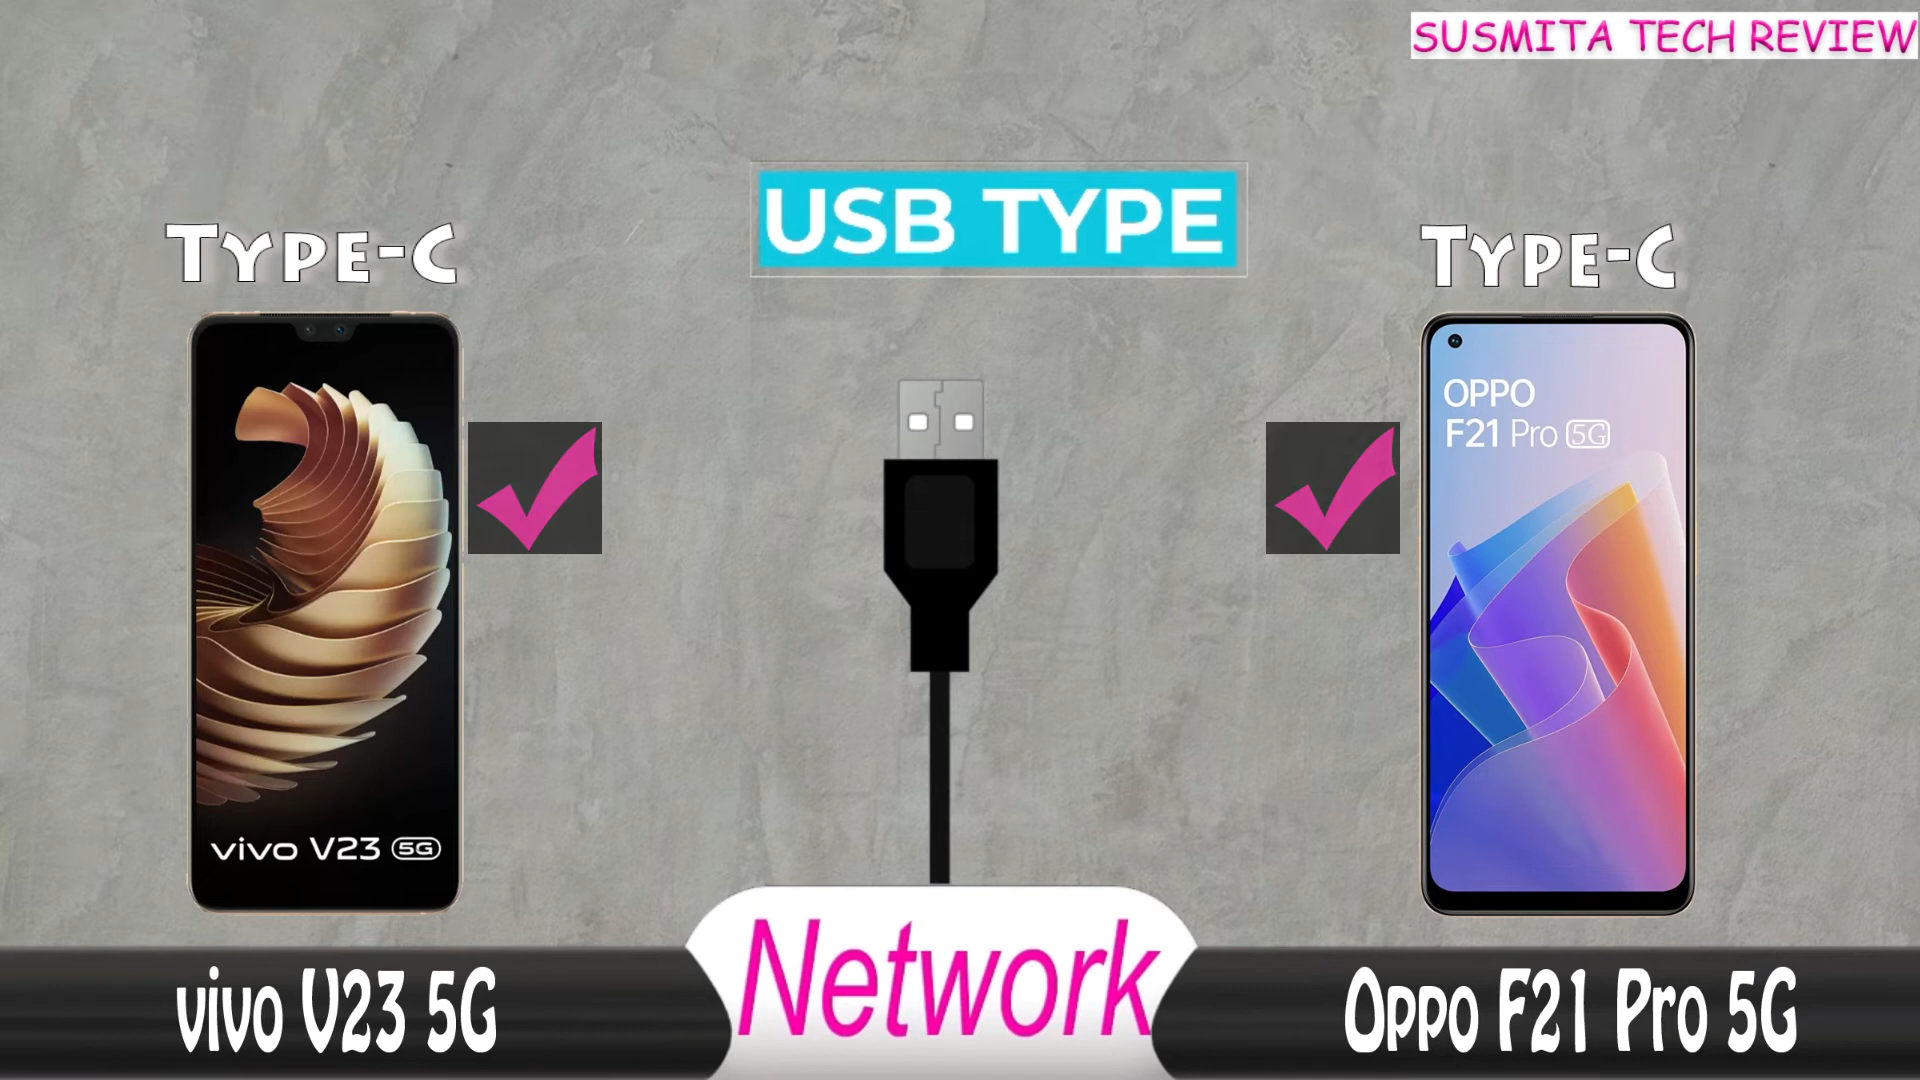 SUSMITA TECH REVIEW
USB TYPE
TYPE-C
TYPE-C
OPPO
F21 Pro 5G
vivo V23 5G
vivo V23 5G
Network
Oppo F21 Pro 5G